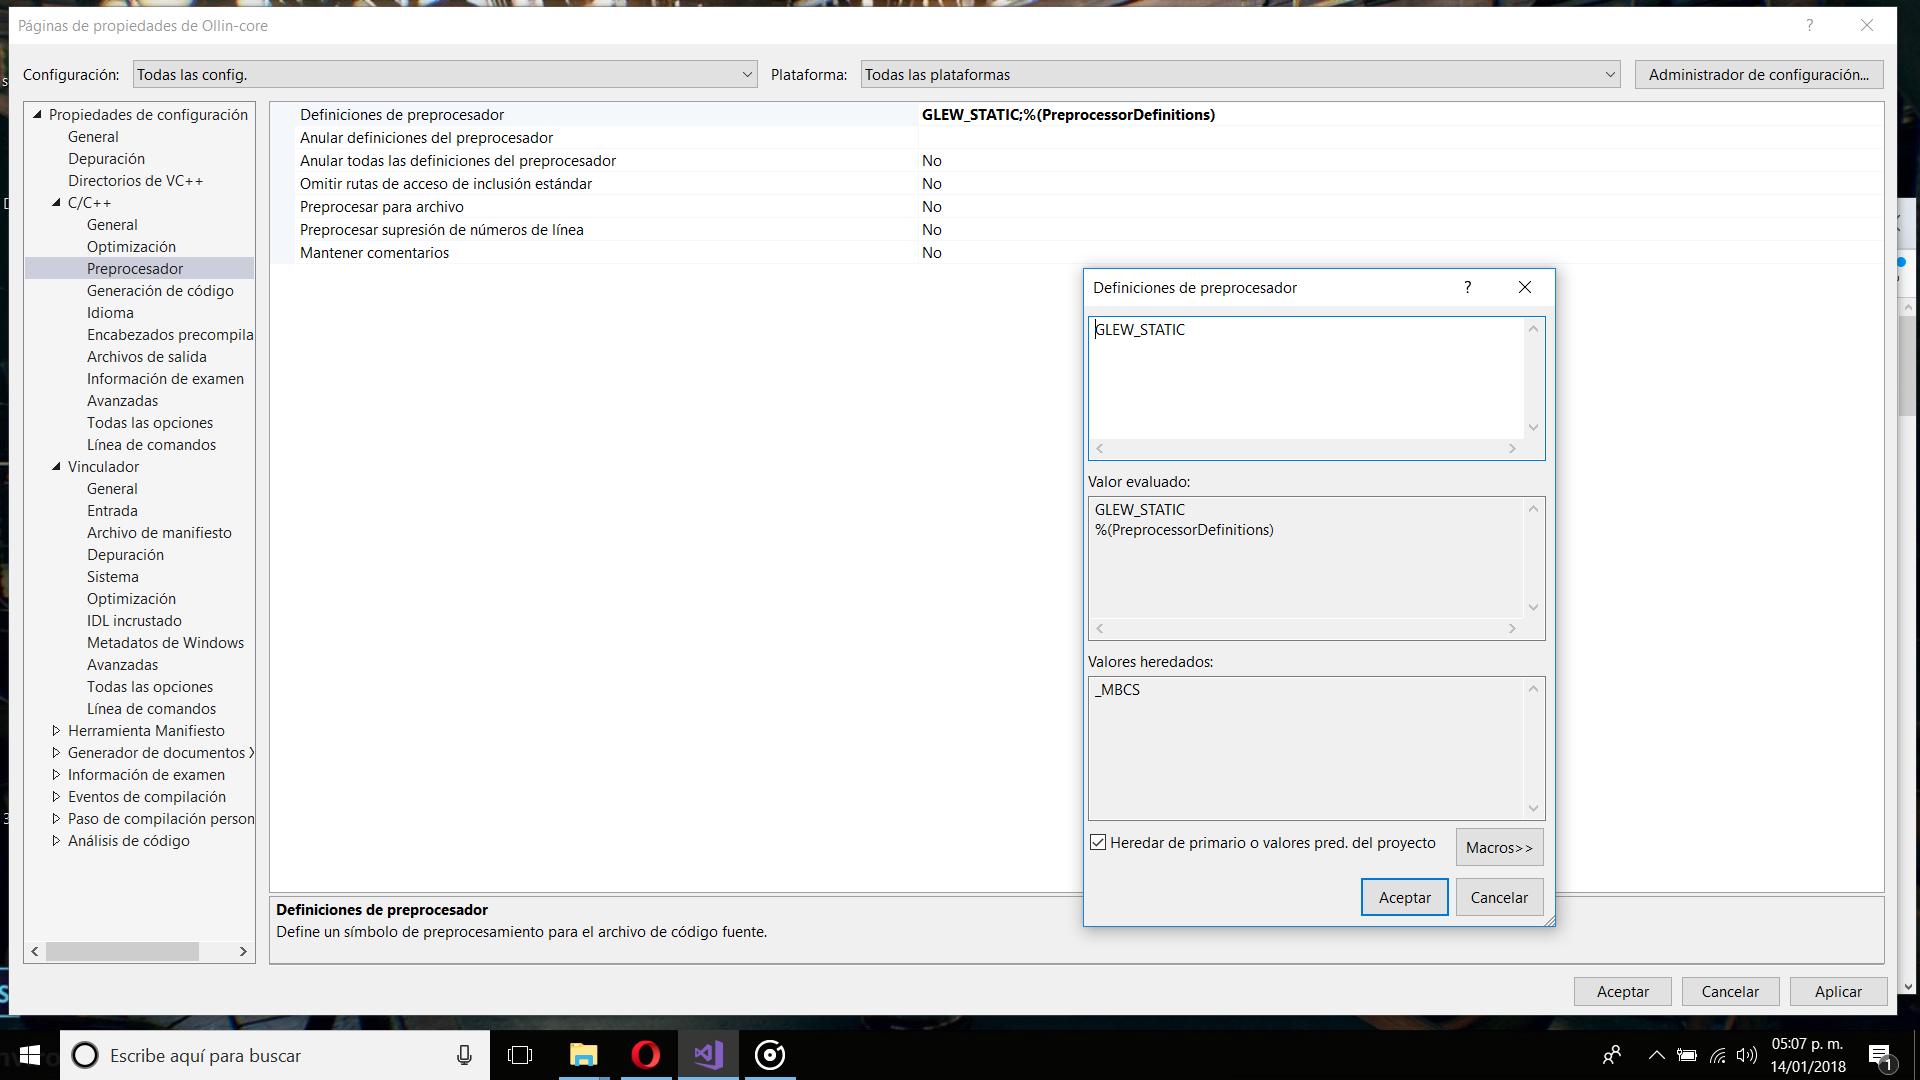 Páginas de propiedades de Ollin-core
Configuración:
Todas las config.
Plataforma:
Todas las plataformas
Administrador de configuración...
Propiedades de configuración
General
Depuración
Directorios de VC++
C/C++
General
Optimización
Preprocesador
Generación de código
Idioma
Encabezados precompila
Archivos de salida
Información de examen
Avanzadas
Todas las opciones
Línea de comandos
Vinculador
General
Entrada
Archivo de manifiesto
Depuración
Sistema
Optimización
IDL incrustado
Metadatos de Windows
Avanzadas
Todas las opciones
Línea de comandos
Herramienta Manifiesto
Generador de documentos X
Información de examen
Eventos de compilación
Paso de compilación person
Análisis de código
Definiciones de preprocesador GLEW_STATIC;%(PreprocessorDefinitions)
Anular definiciones del preprocesador
Anular todas las definiciones del preprocesador No
Omitir rutas de acceso de inclusión estándar No
Preprocesar para archivo No
Preprocesar supresión de números de línea No
Mantener comentarios No
Definiciones de preprocesador
?
GLEW_STATIC
Valor evaluado:
GLEW_STATIC
%(PreprocessorDefinitions)
Valores heredados:
_MBCS
Heredar de primario o valores pred. del proyecto
Macros>>
Aceptar
Cancelar
Definiciones de preprocesador
Define un símbolo de preprocesamiento para el archivo de código fuente.
Aceptar
Cancelar
Aplicar
Escribe aquí para buscar
05:07 p. m.
14/01/2018
1